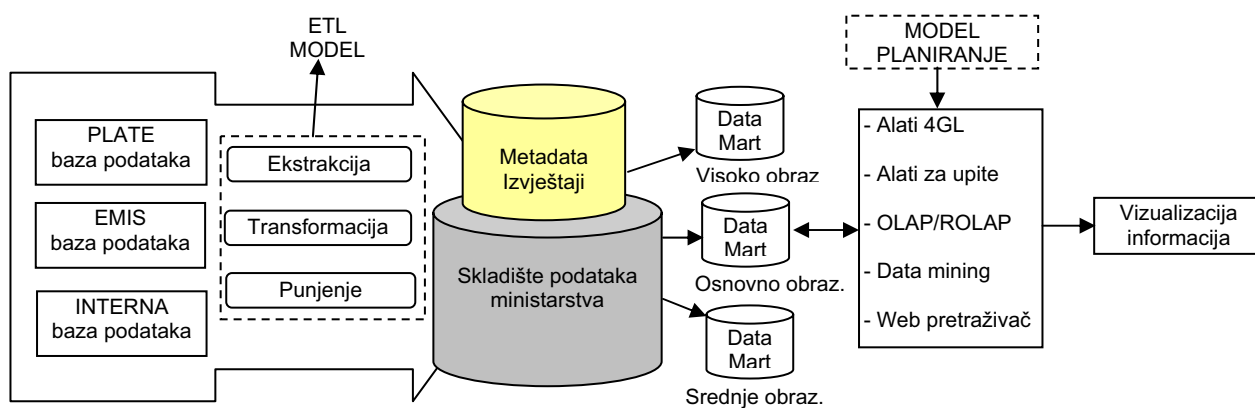 ETL
MODEL
PLATE
baza podataka
EMIS
baza podataka
INTERNA
baza podataka
Ekstrakcija
Transformacija
Punjenje
Metadata
Izvještaji
Skladište podataka
ministarstva
Data
Mart
Visoko obraz
Data
Mart
Osnovno obraz.
Data
Mart
Srednje obraz.
MODEL
PLANIRANJE
- Alati 4GL
- Alati za upite
- OLAP/ROLAP
- Data mining
- Web pretraživač
Vizualizacija
informacija